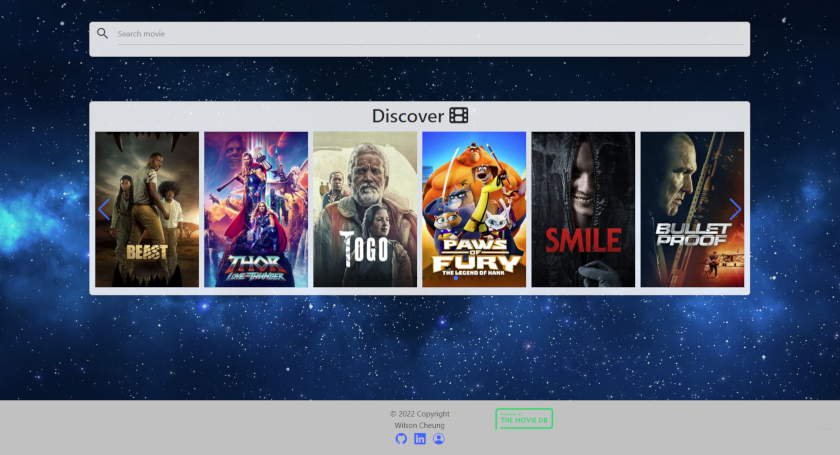 Search movie
Discover
BEAST
THOR
LOVE AND THUNDER
TOGO
PAWS
OF
FURY
THE LEGEND OF HANK
SMILE
BULLET
PROOF
© 2022 Copyright
Wilson Cheung
THE MOVIE DB